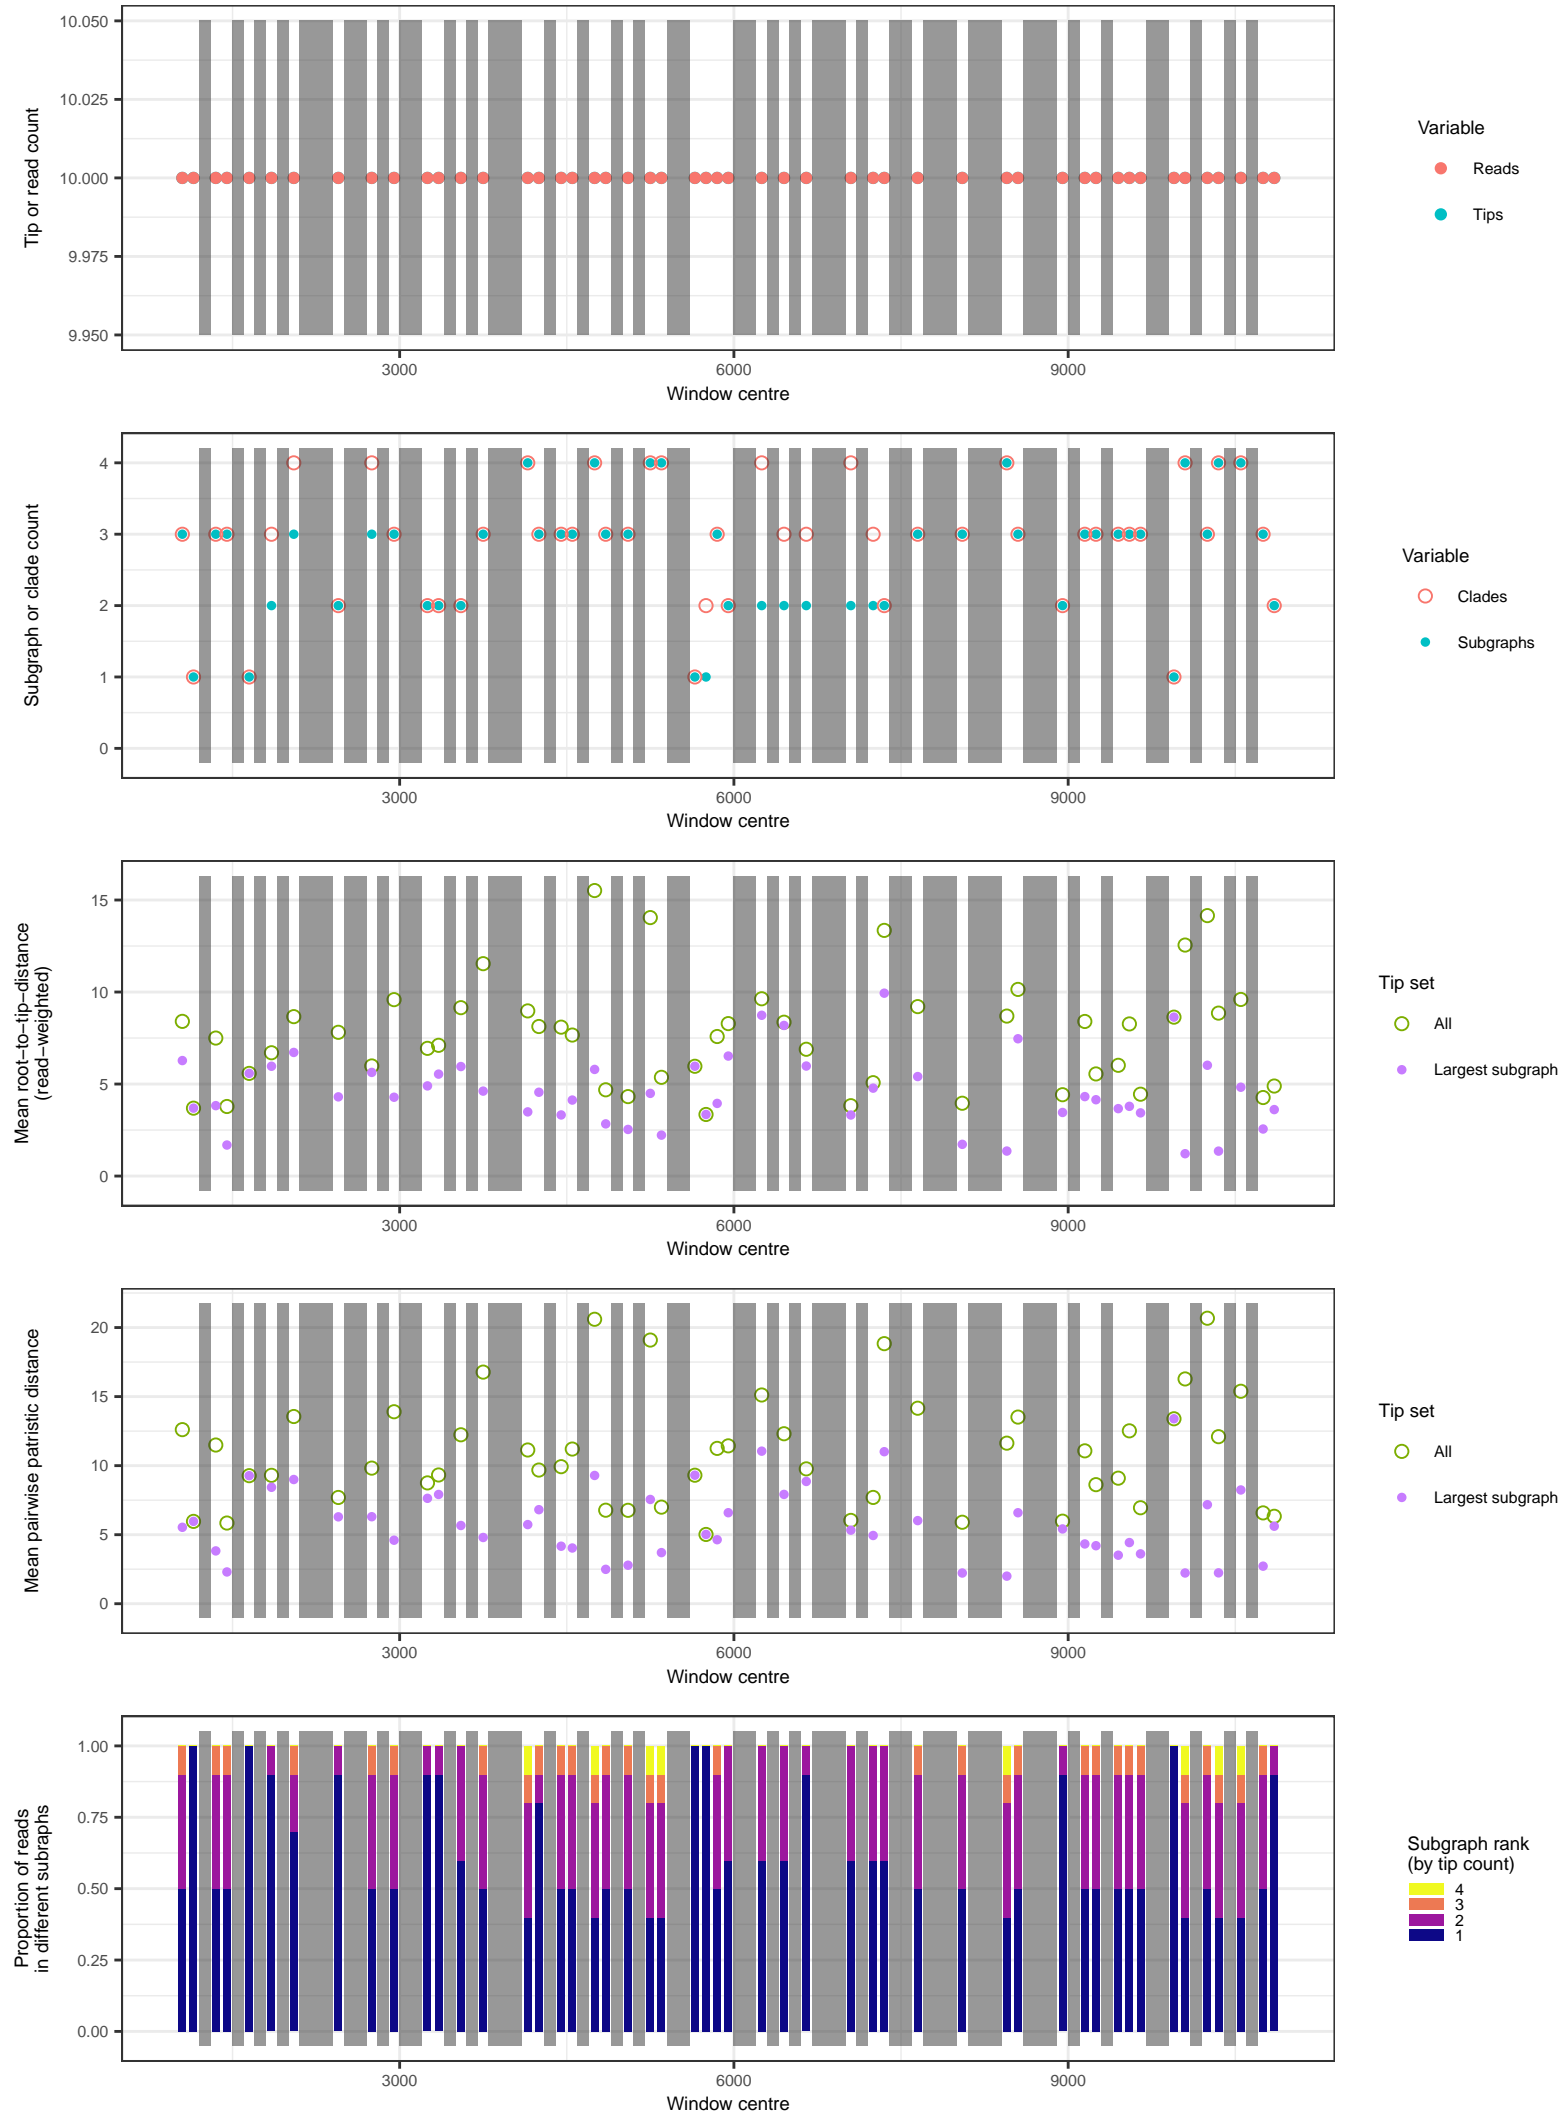 10.050
10.025
10.000
9.975
9.950
Tip or read count
3000
6000
9000
Window centre
Variable
Reads
Tips
4
3
2
1
0
Subgraph or clade count
3000
6000
9000
Window centre
Variable
Clades
Subgraphs
15
10
5
0
Mean root−to−tip−distance
(read−weighted)
3000
6000
9000
Window centre
Tip set
All
Largest subgraph
20
15
10
5
0
Mean pairwise patristic distance
3000
6000
9000
Window centre
Tip set
All
Largest subgraph
1.00
0.75
0.50
0.25
0.00
Proportion of reads
in different subraphs
3000
6000
9000
Window centre
Subgraph rank
(by tip count)
4
3
2
1